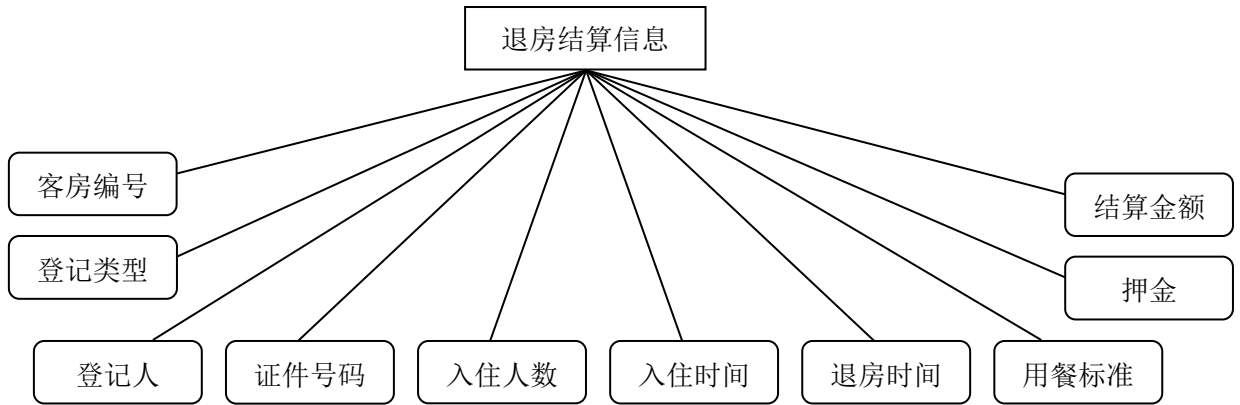 退房结算信息
客房编号
结算金额
登记类型
押金
登记人
证件号码
入住人数
入住时间
退房时间
用餐标准